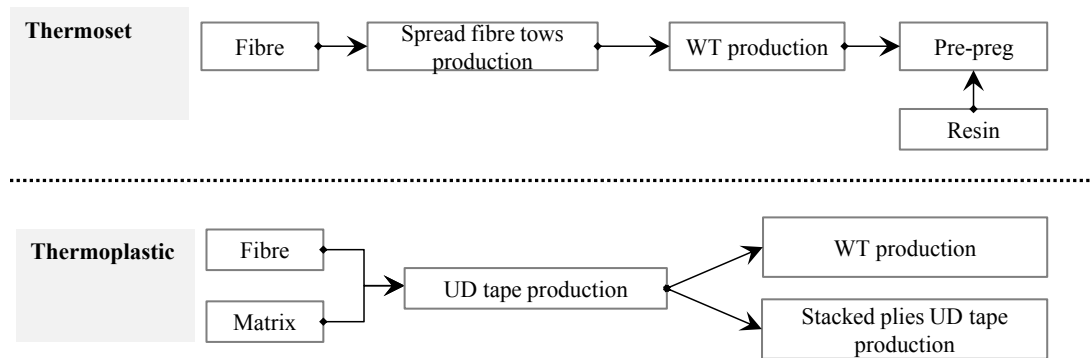 Thermoset
Fibre
Spread fibre tows
production
WT production
Pre-preg
Resin
Thermoplastic
Fibre
Matrix
UD tape production
WT production
Stacked plies UD tape
production